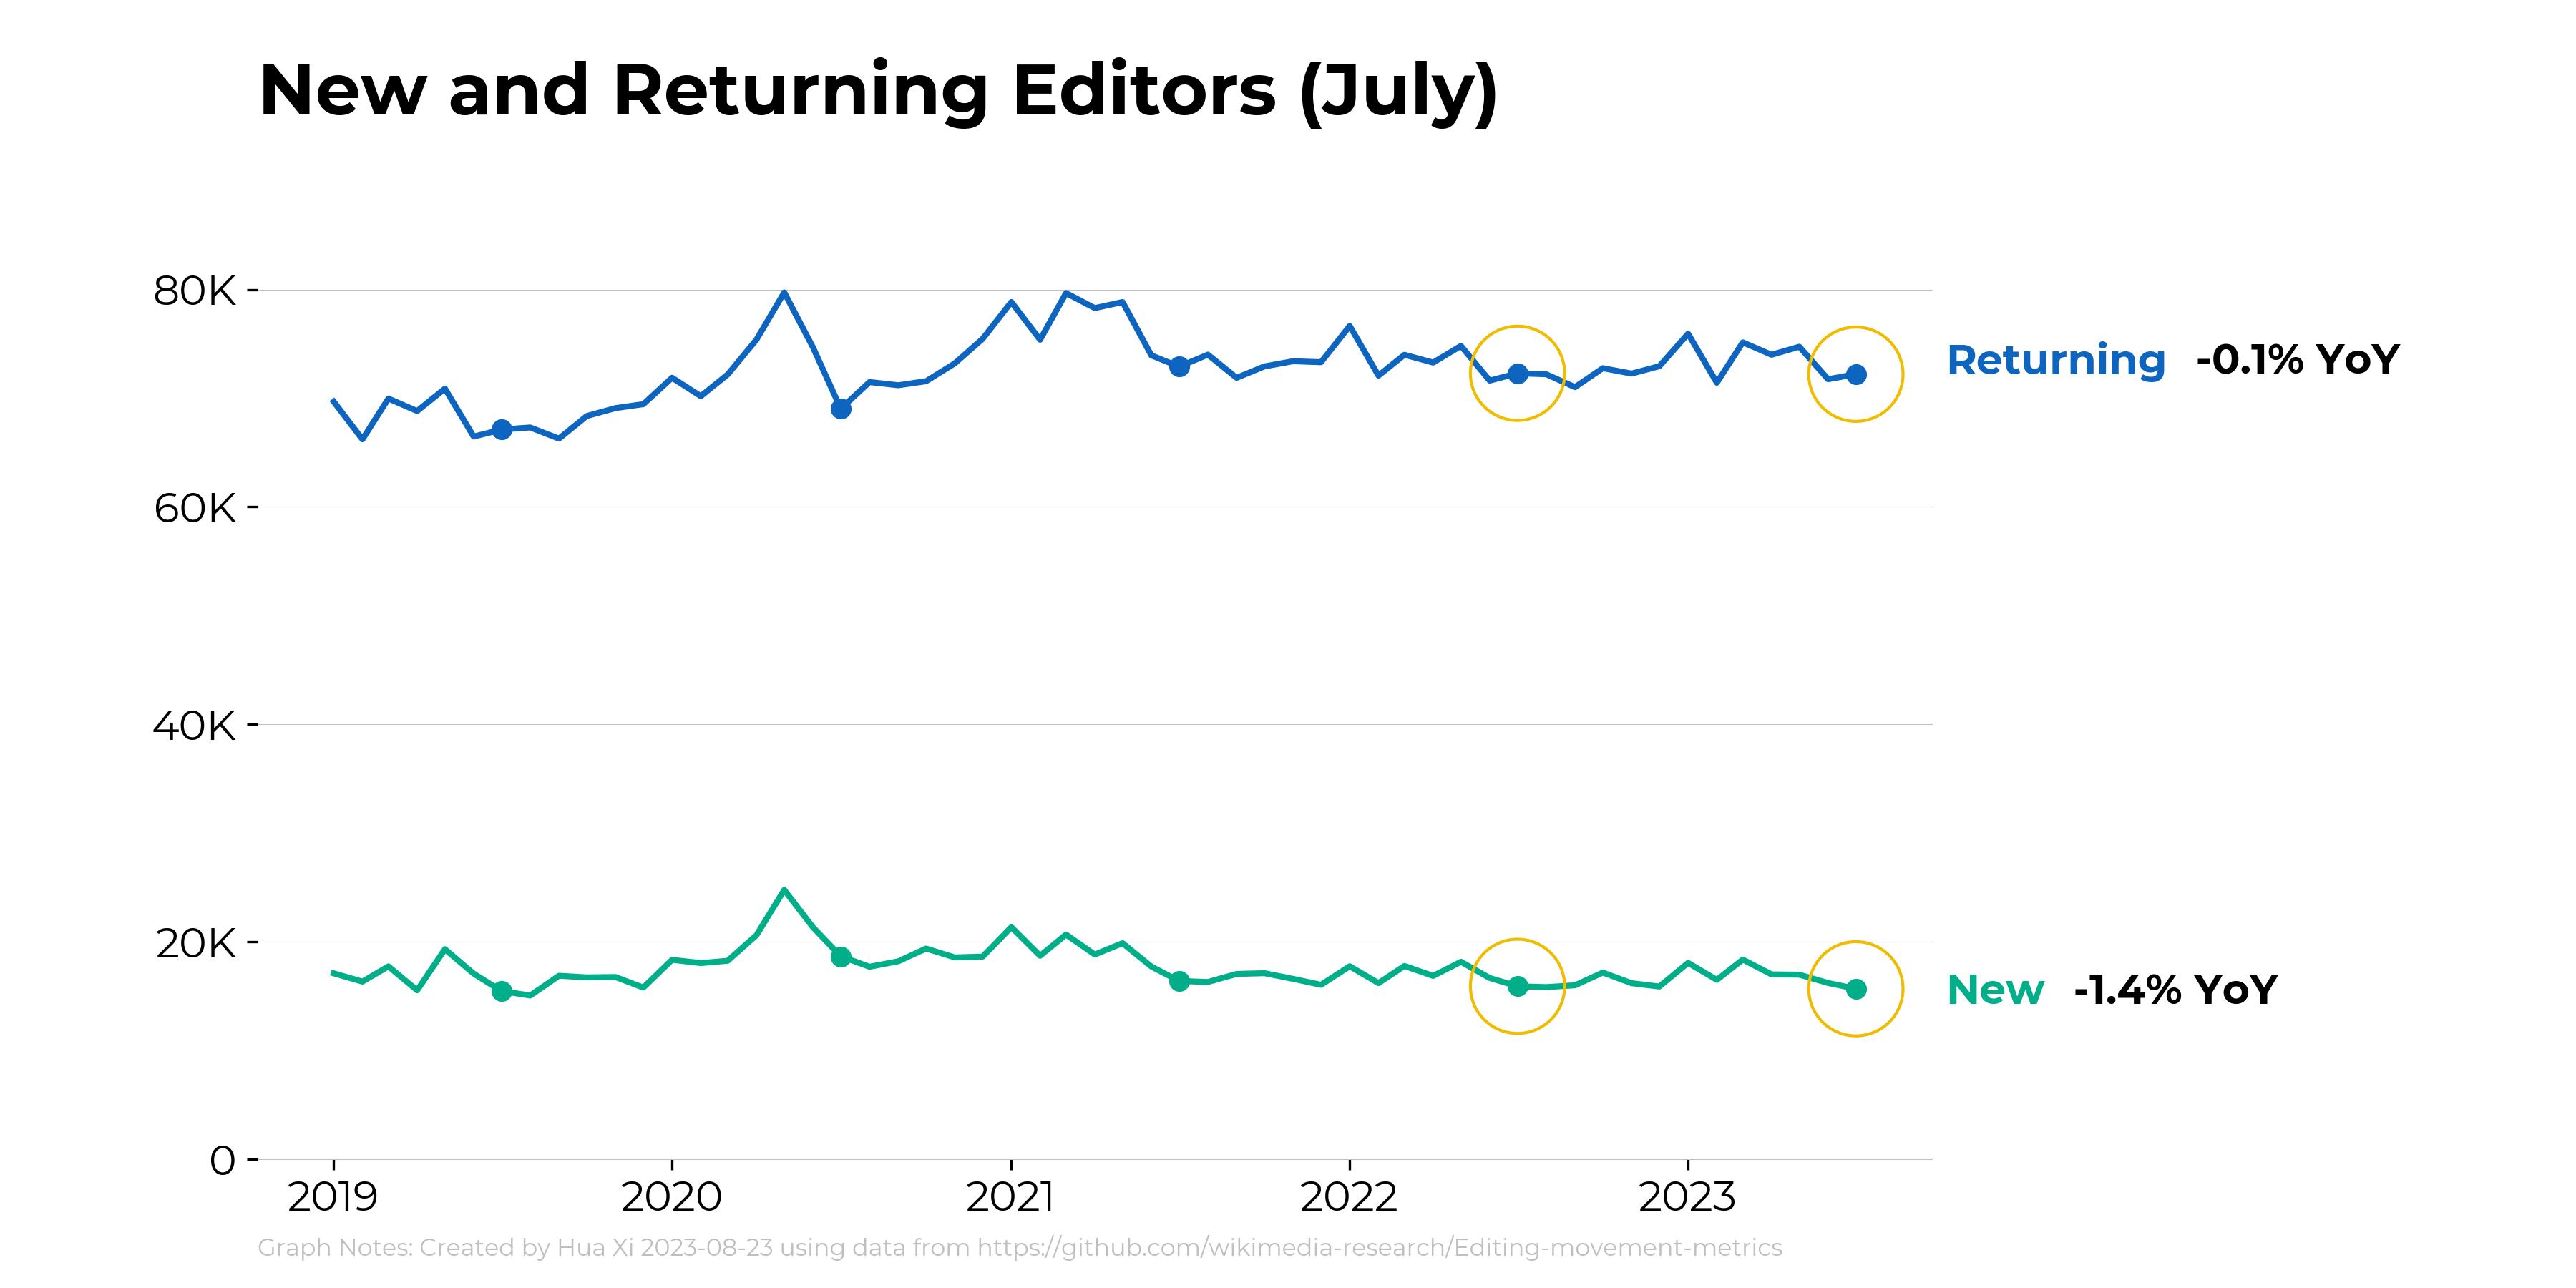 New and Returning Editors (July)
80K
60K
40K
20K
0
Returning -0.1% YoY
New -1.4% YoY
2019 2020 2021 2022 2023
Graph Notes: Created by Hua Xi 2023-08-23 using data from https://github.com/wikimedia-research/Editing-movement-metrics